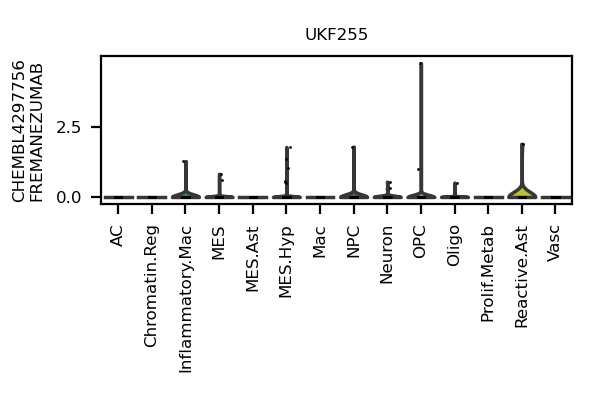 UKF255
CHEMBL4297756
FREMANEZUMAB
2.5
0.0
AC
Chromatin.Reg
Inflammatory.Mac
MES
MES.Ast
MES.Hyp
Mac
NPC
Neuron
OPC
Oligo
Prolif.Metab
Reactive.Ast
Vasc